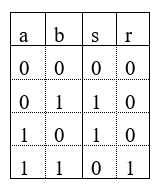 a b s r
0 0 0 0
0 1 1 0
1 0 1 0
1 1 0 1